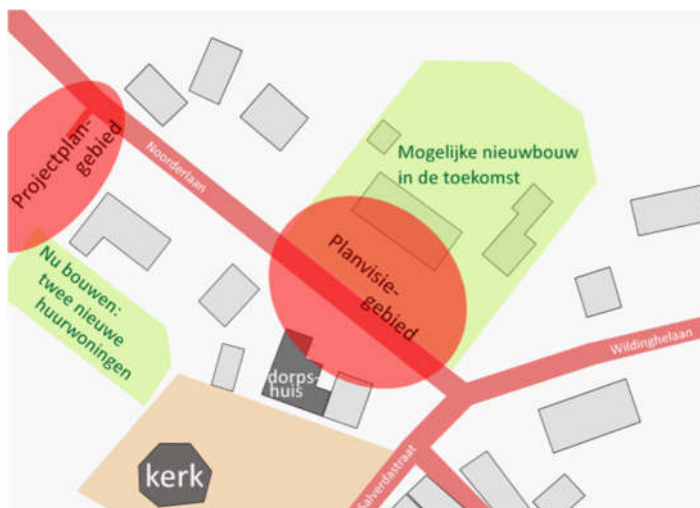 Projectplan-
gebied
Noorderlaan
Mogelijke nieuwbouw
in de toekomst
Planvisie-
gebied
Nu bouwen:
twee nieuwe
huurwoningen
dorps-
huis
Wildinghelaan
kerk
Salverdastraat